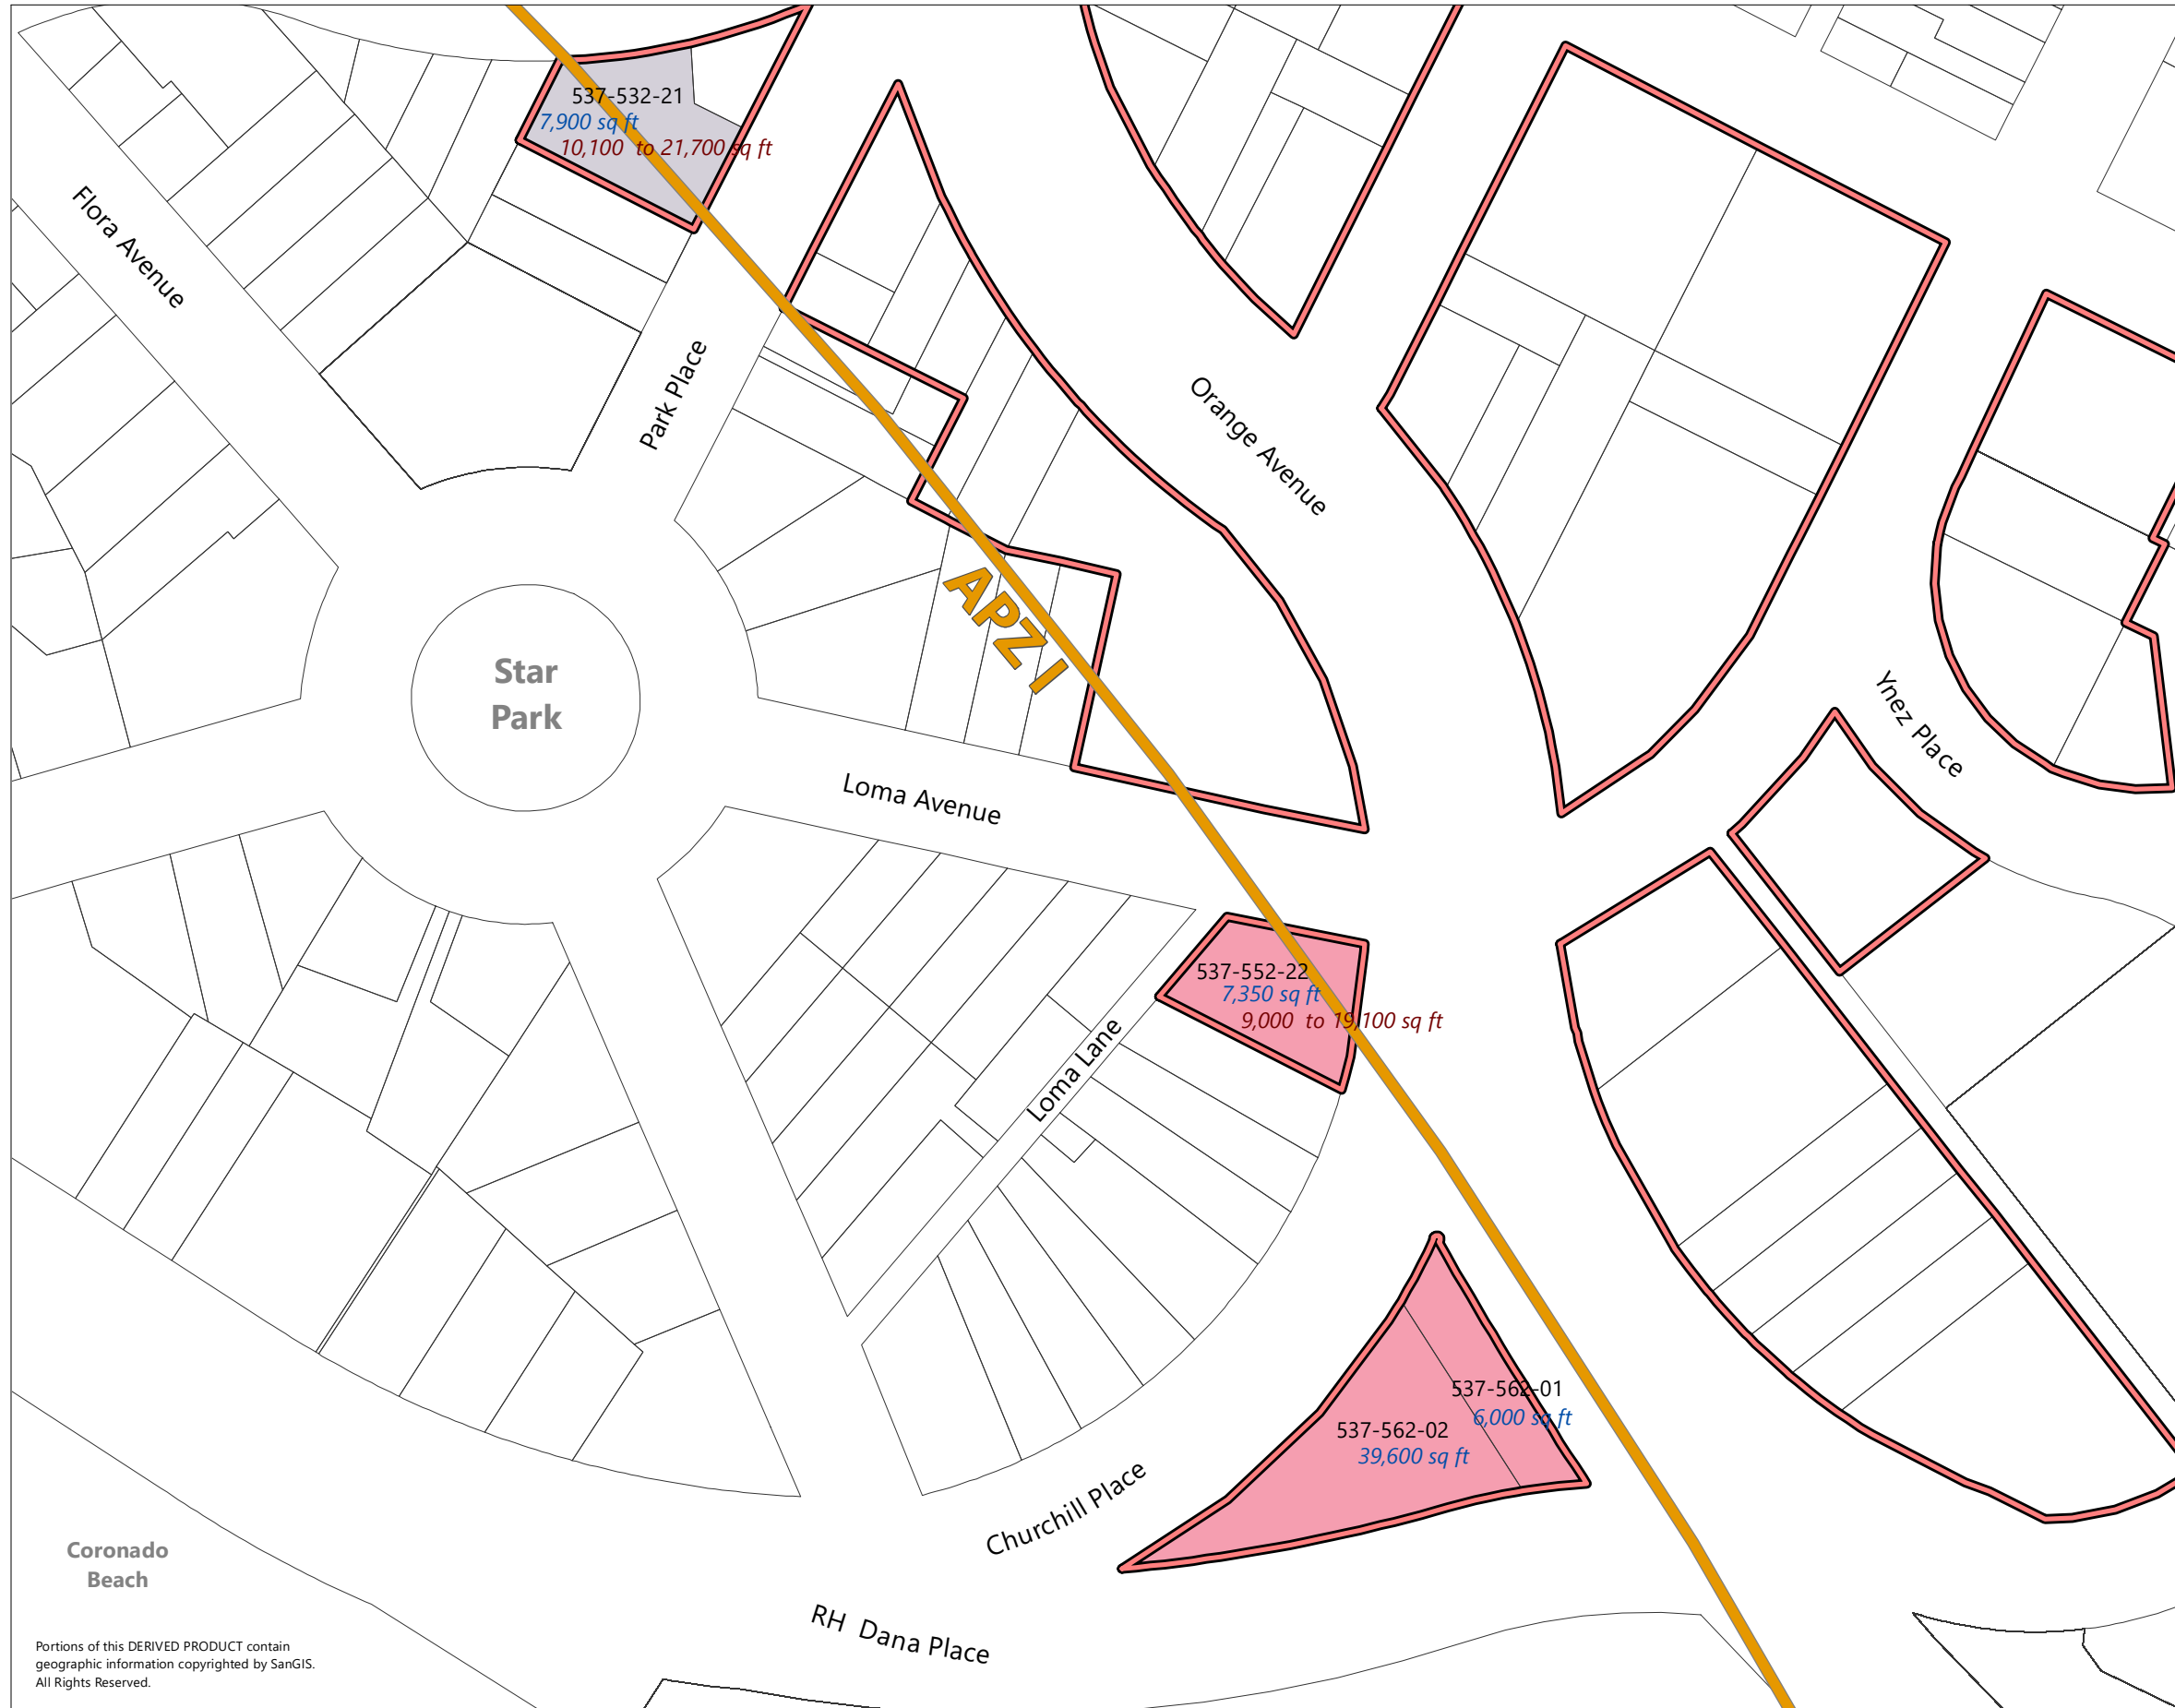 537-532-21
7,900 sq ft
10,100 to 21,700 sq ft
Flora Avenue
Park Place
Orange Avenue
APZ I
Star
Park
Ynez Place
Loma Avenue
537-552-22
7,350 sq ft
9,000 to 19,100 sq ft
Loma Lane
537-562-01
6,000 sq ft
537-562-02
39,600 sq ft
Churchill Place
Coronado
Beach
RH Dana Place
Portions of this DERIVED PRODUCT contain
geographic information copyrighted by SanGIS.
All Rights Reserved.